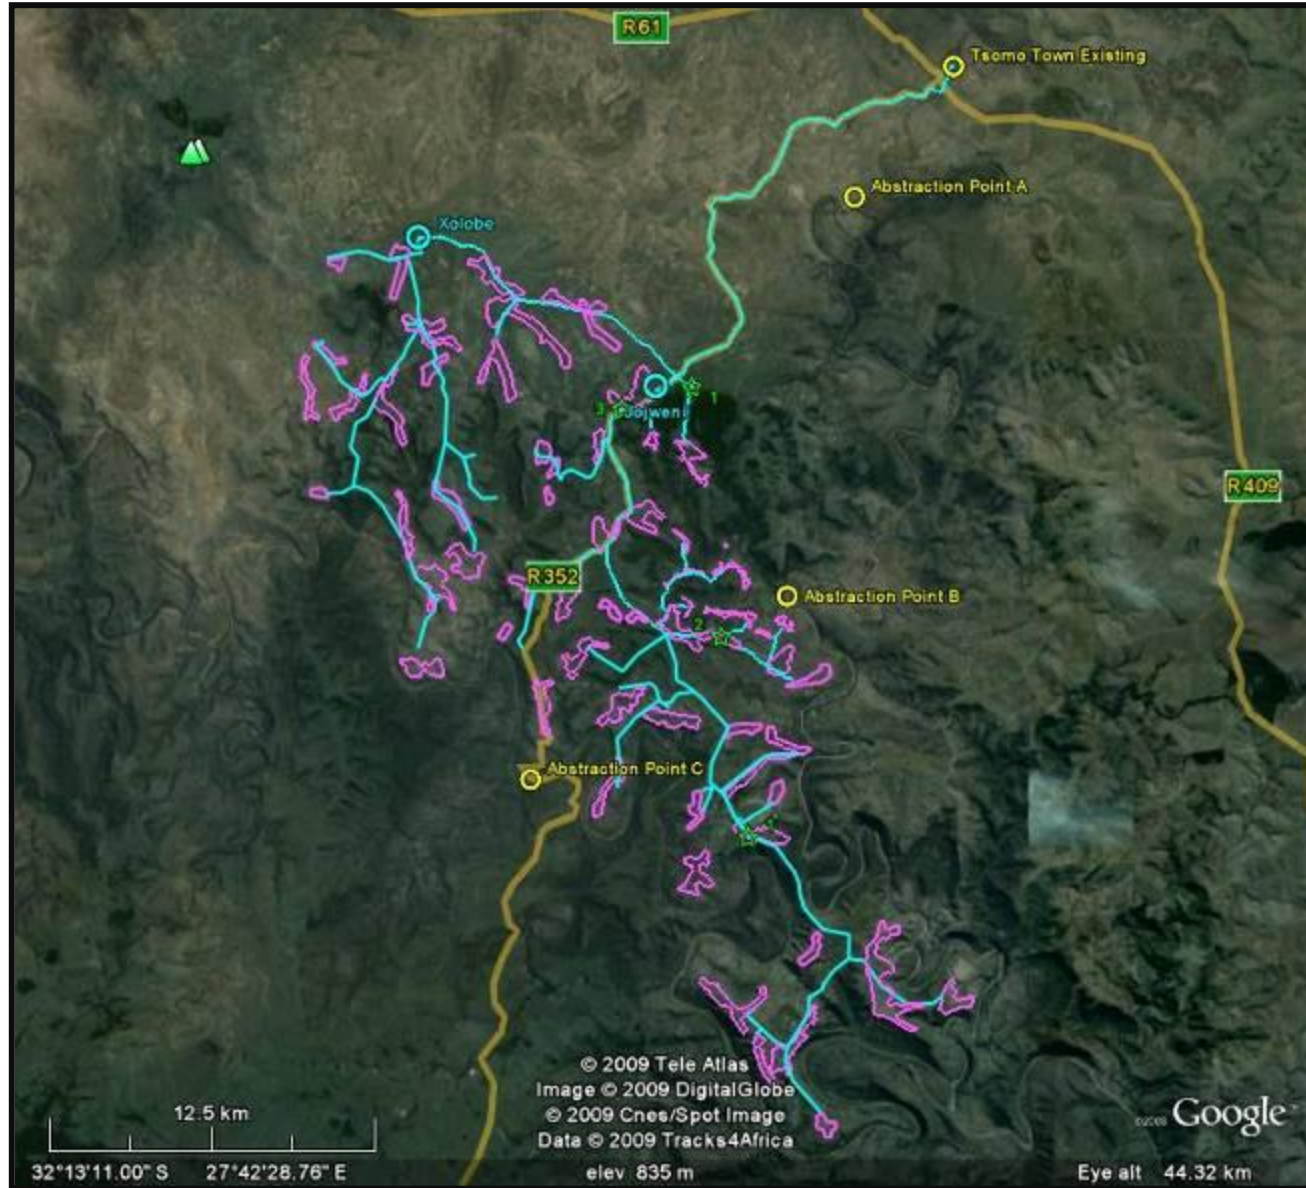 R61
Tsomo Town Existing
Abstraction Point A
Xolobe
1
3
Jojweni
R409
R352
Abstraction Point B
2
Abstraction Point C
© 2009 Tele Atlas
Image © 2009 DigitalGlobe
© 2009 Cnes/Spot Image
Data © 2009 Tracks4Africa
12.5 km
Google
32°13'11.00" S 27°42'28.76" E elev 835 m Eye alt 44.32 km